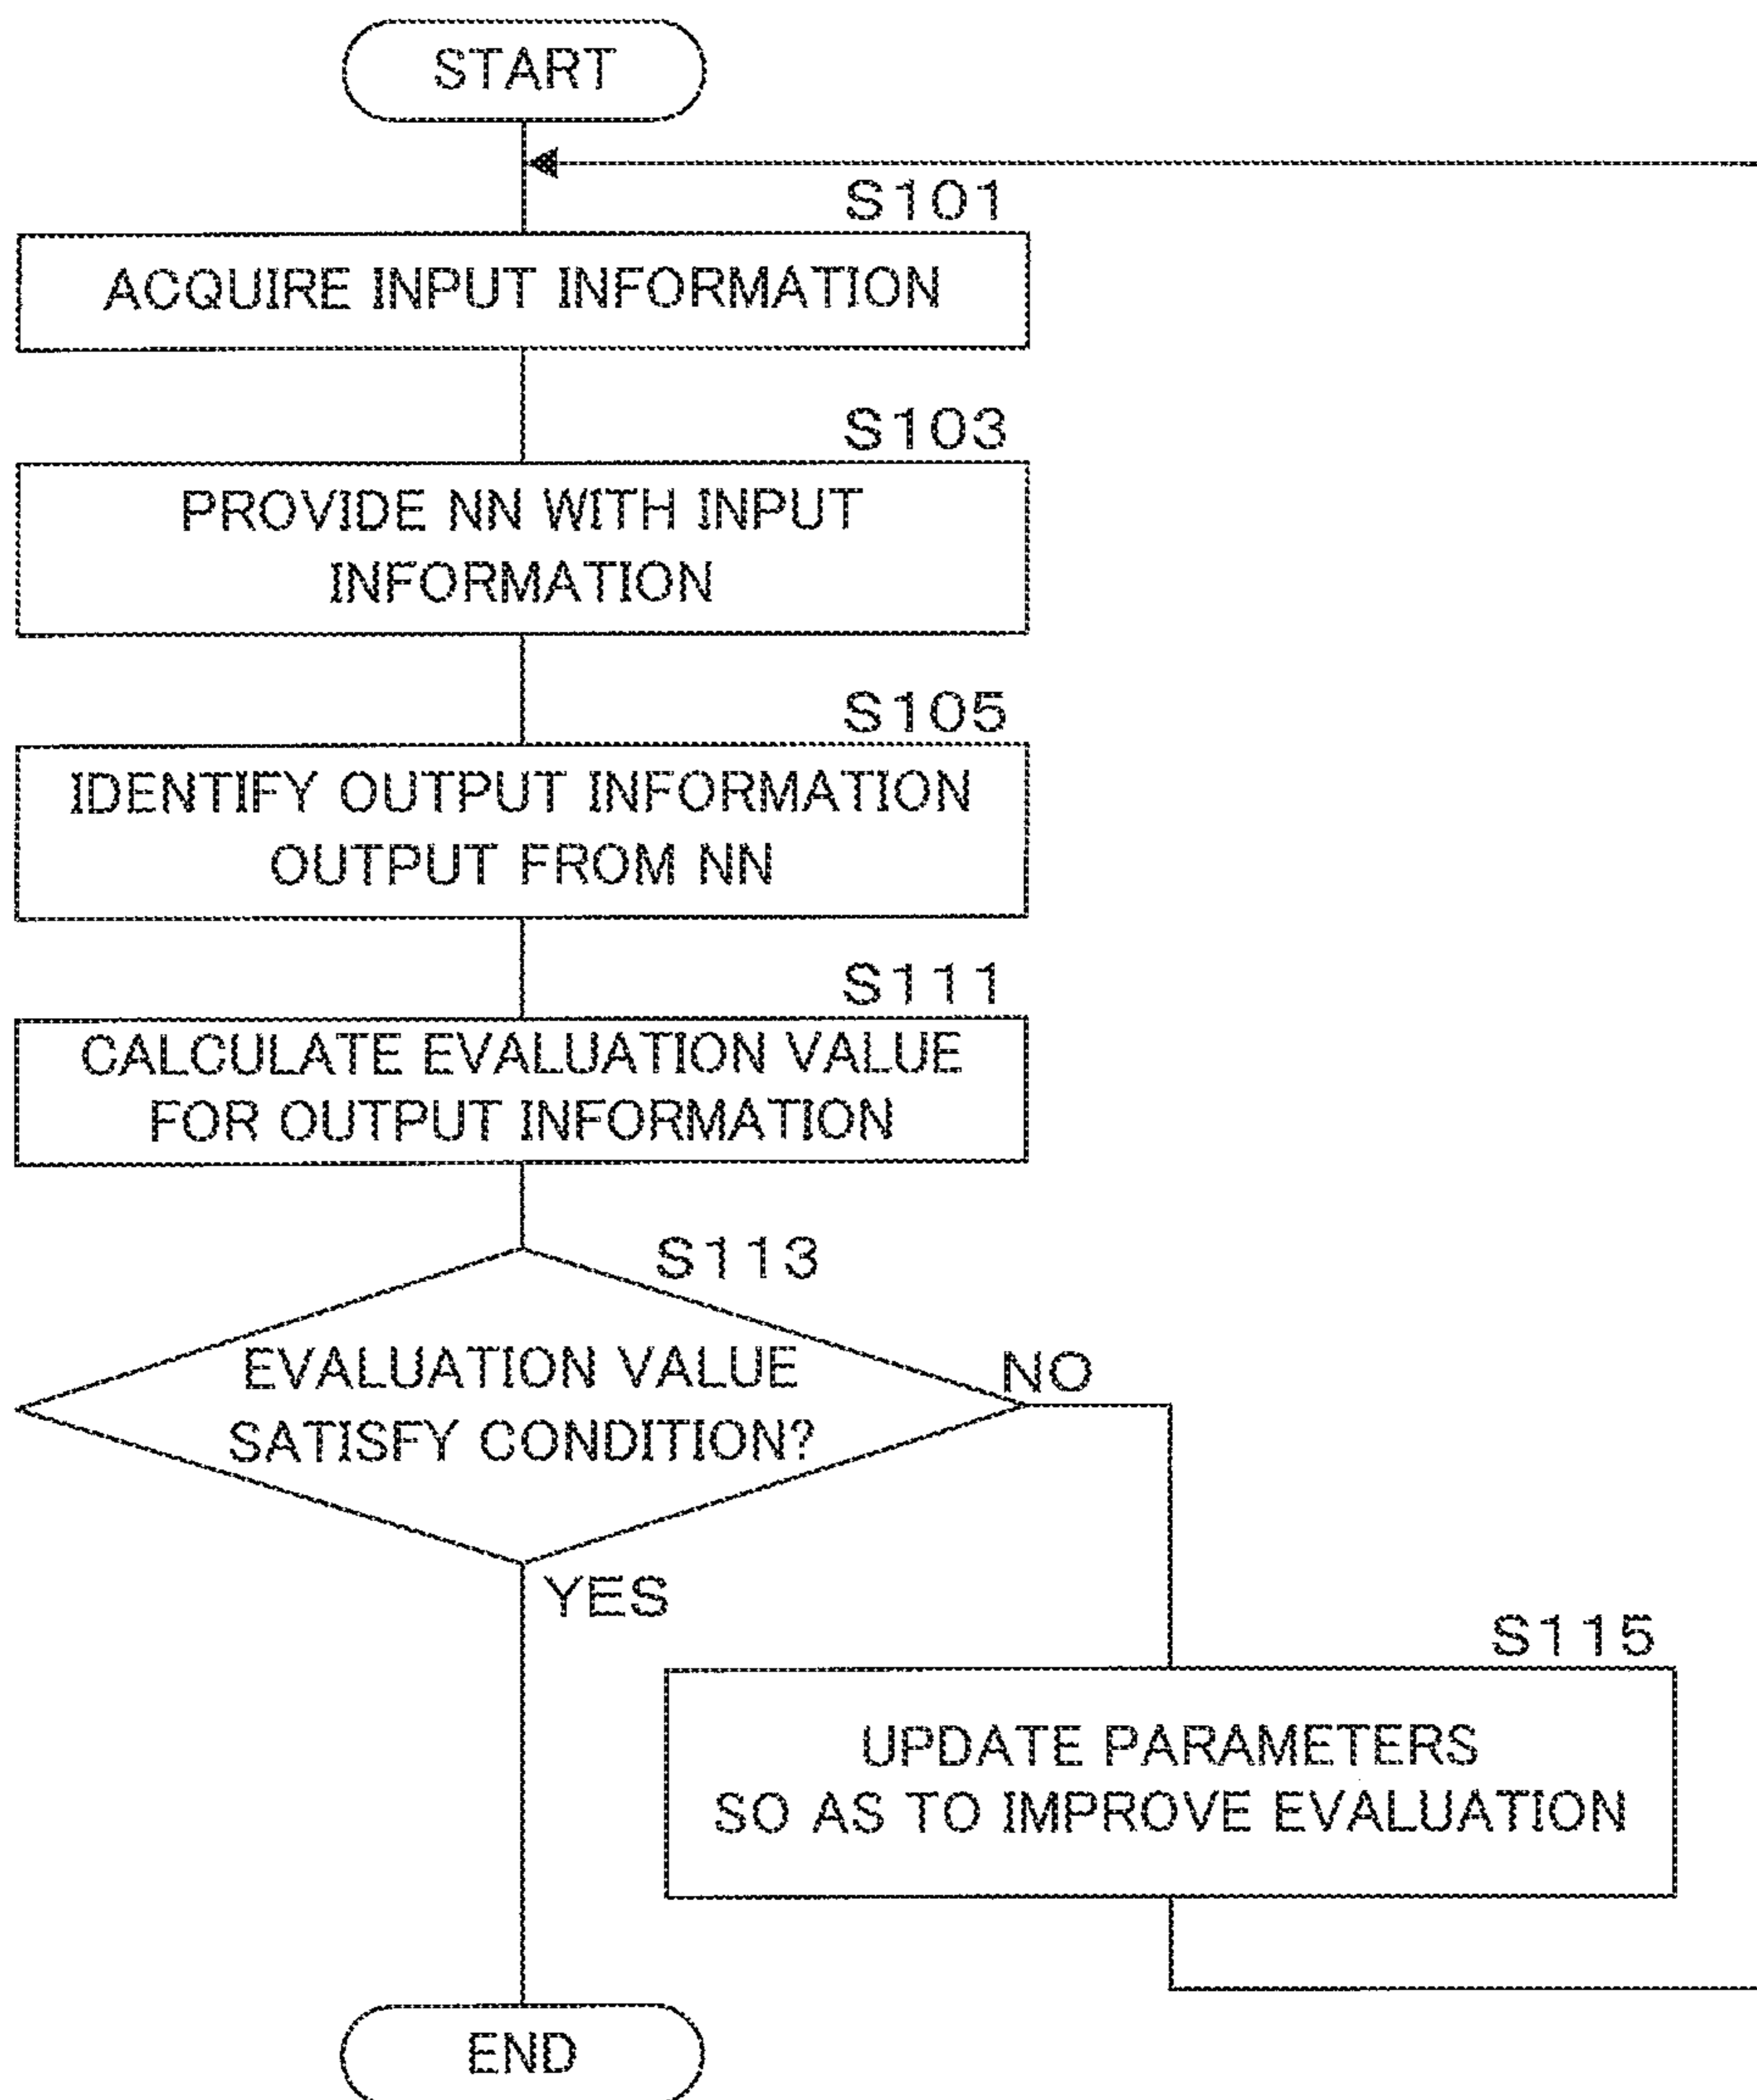 START
S101
ACQUIRE INPUT INFORMATION
S103
PROVIDE NN WITH INPUT
INFORMATION
S105
IDENTIFY OUTPUT INFORMATION
OUTPUT FROM NN
S111
CALCULATE EVALUATION VALUE
FOR OUTPUT INFORMATION
S113
EVALUATION VALUE
SATISFY CONDITION?
NO
YES
S115
UPDATE PARAMETERS
SO AS TO IMPROVE EVALUATION
END